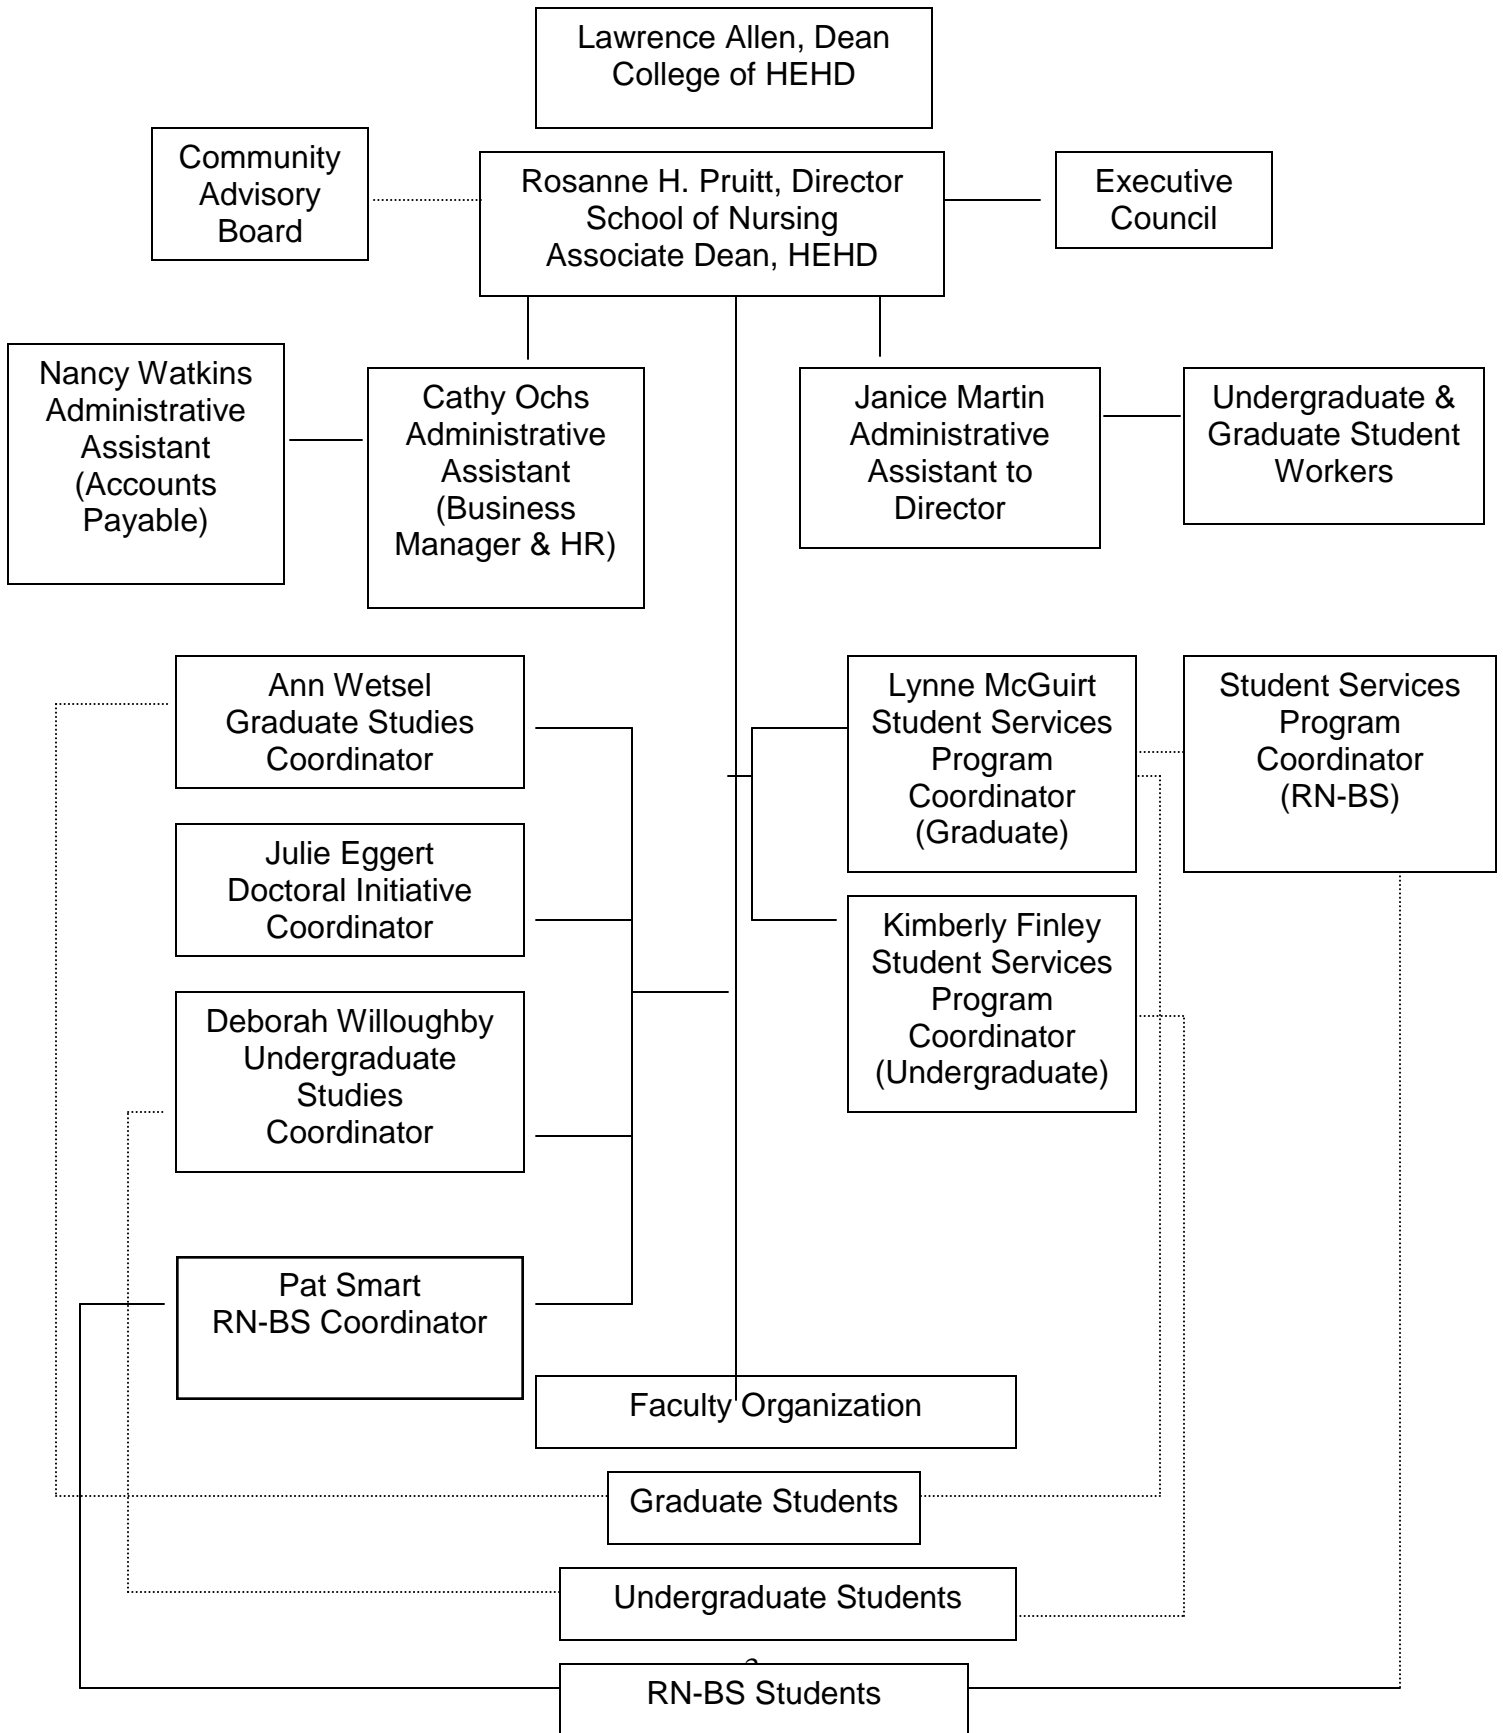 Lawrence Allen, Dean
College of HEHD
Community
Advisory
Board
Rosanne H. Pruitt, Director
School of Nursing
Associate Dean, HEHD
Executive
Council
Nancy Watkins
Administrative
Assistant
(Accounts
Payable)
Cathy Ochs
Administrative
Assistant
(Business
Manager & HR)
Janice Martin
Administrative
Assistant to
Director
Undergraduate &
Graduate Student
Workers
Ann Wetsel
Graduate Studies
Coordinator
Lynne McGuirt
Student Services
Program
Coordinator
(Graduate)
Student Services
Program
Coordinator
(RN-BS)
Julie Eggert
Doctoral Initiative
Coordinator
Kimberly Finley
Student Services
Program
Coordinator
(Undergraduate)
Deborah Willoughby
Undergraduate
Studies
Coordinator
Pat Smart
RN-BS Coordinator
Faculty Organization
Graduate Students
Undergraduate Students
RN-BS Students